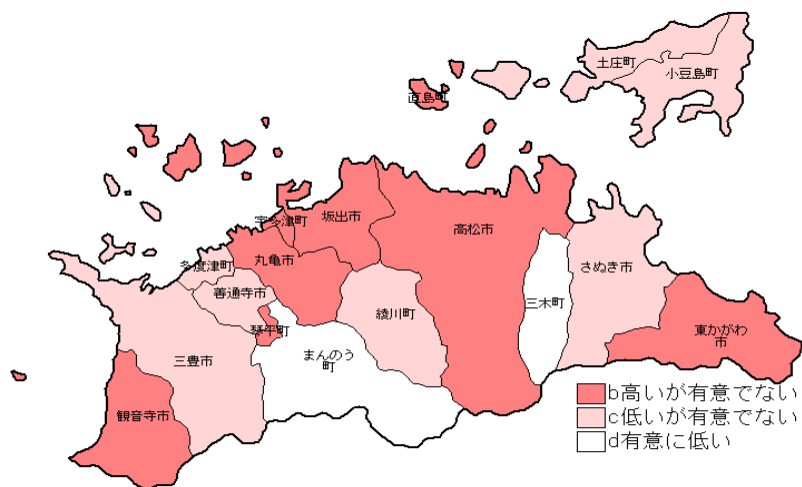 土庄町
小豆島町
直島町
宇多津町
坂出市
高松市
丸亀市
多度津町
さぬき市
善通寺市
三木町
綾川町
琴平町
東かがわ
市
まんのう
町
三豊市
観音寺市
b高いが有意でない
c低いが有意でない
d有意に低い